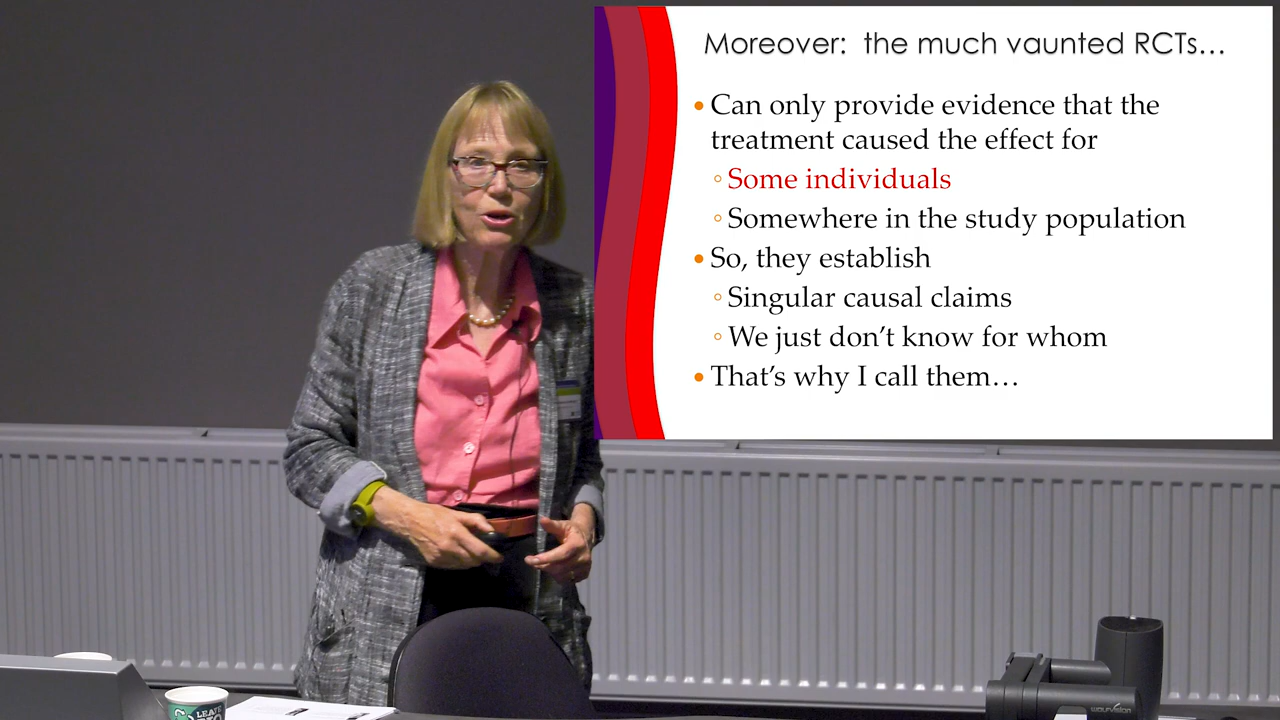 Moreover: the much vaunted RCTs…
• Can only provide evidence that the
treatment caused the effect for
◦ Some individuals
◦ Somewhere in the study population
• So, they establish
◦ Singular causal claims
◦ We just don’t know for whom
• That’s why I call them…
LEAVE
wolfvision